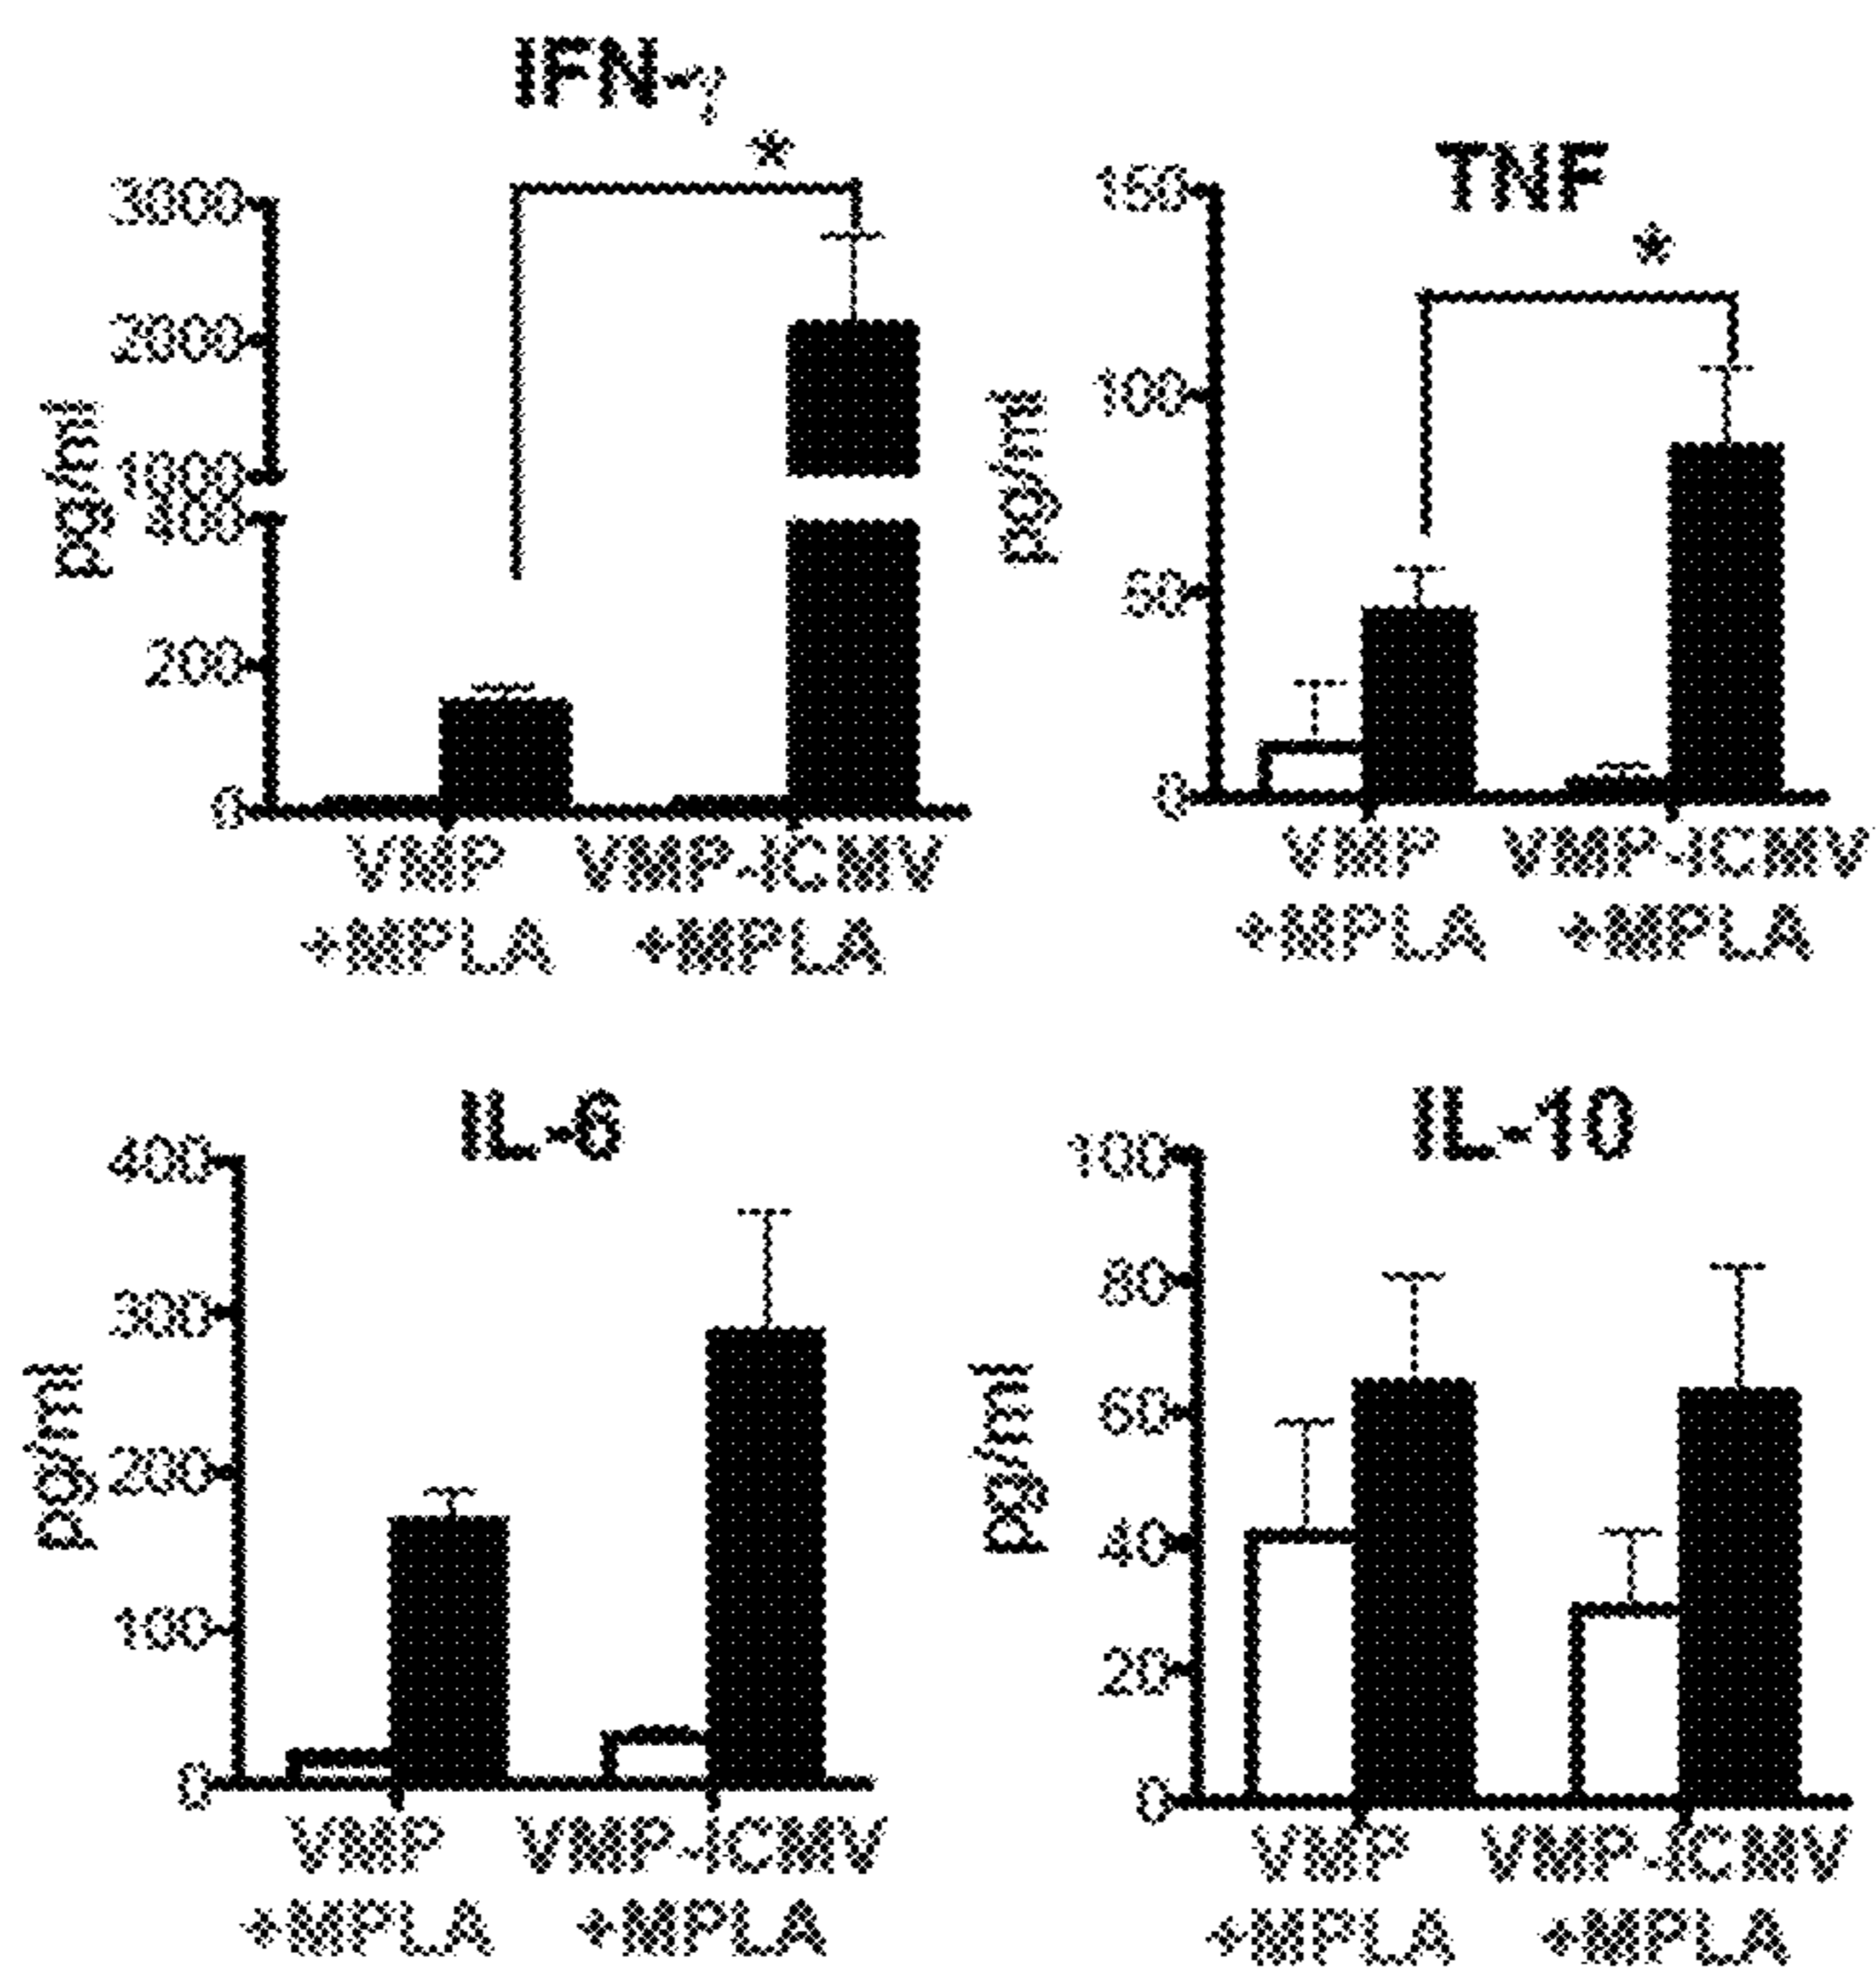 IFN-γ
*
3000
2000
1000
400
200
0
pg/ml
VMP VMP-ICMV
+MPLA +MPLA
TNF
*
150
100
50
0
pg/ml
VMP VMP-ICMV
+MPLA +MPLA
IL-6
400
300
200
100
0
pg/ml
VMP VMP-ICMV
+MPLA +MPLA
IL-10
100
80
60
40
20
0
pg/ml
VMP VMP-ICMV
+MPLA +MPLA